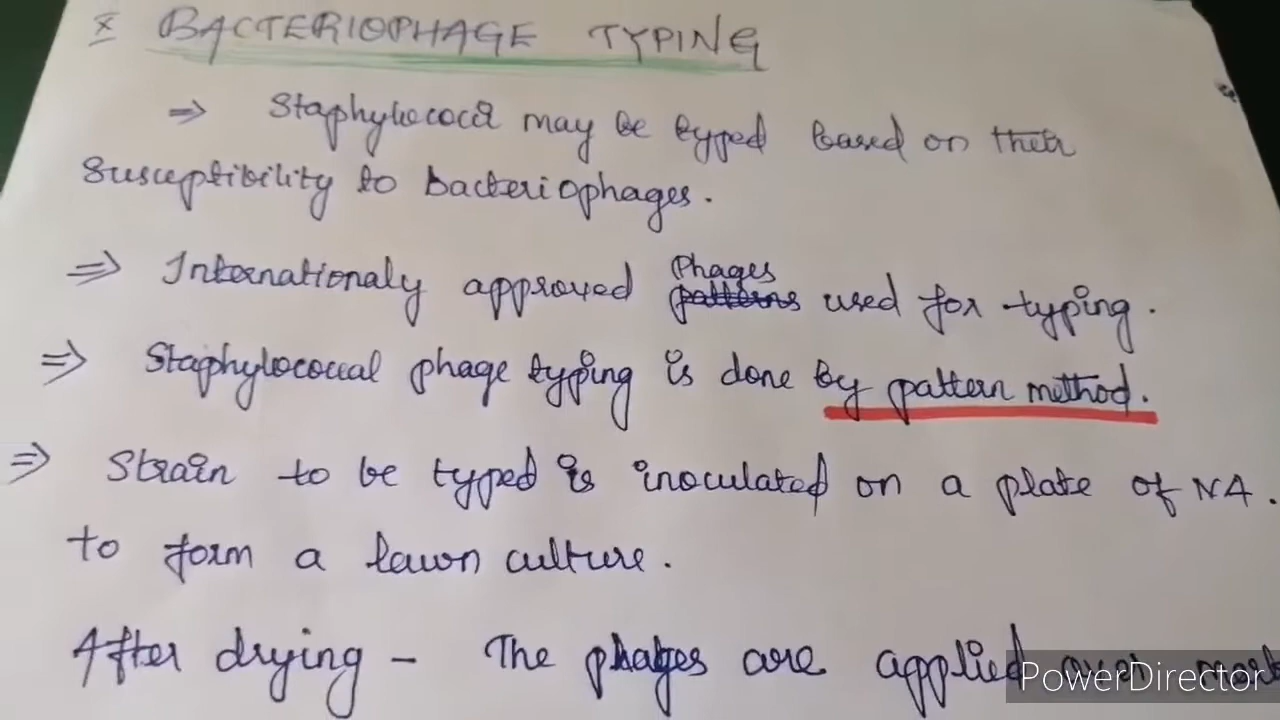 x BACTERIOPHAGE TYPING
⇒ Staphylococci may be typed based on their
Susceptibility to bacteriophages.
⇒ Internationaly approved Phages used for typing.
⇒ Staphylococcal phage typing is done by pattern method.
⇒ Strain to be typed is inoculated on a plate of NA.
to form a lawn culture.
After drying - The phages are applied over
PowerDirector